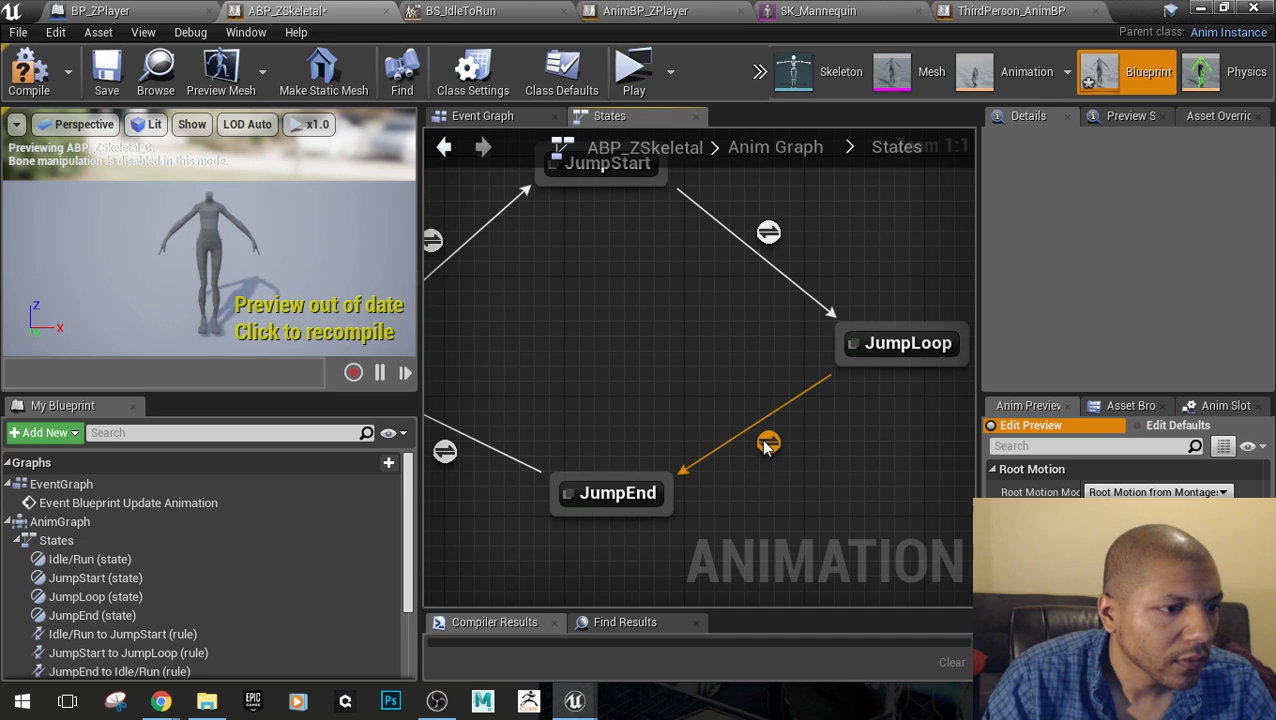 BP_ZPlayer
ABP_ZSkeletal*
BS_IdleToRun
AnimBP_ZPlayer
SK_Mannequin
ThirdPerson_AnimBP
File Edit Asset View Debug Window Help
Parent class: Anim Instance
Compile Save Browse Preview Mesh Make Static Mesh Find Class Settings Class Defaults Play
Skeleton Mesh Animation Blueprint Physics
Perspective Lit Show LOD Auto x1.0
Previewing ABP_ZSkeletal_C.
Bone manipulation is disabled in this mode.
Z
X
Preview out of date
Click to recompile
Event Graph States
ABP_ZSkeletal > Anim Graph > States
Zoom 1:1
JumpStart
JumpLoop
JumpEnd
ANIMATION
Details Preview S Asset Overric
My Blueprint
Add New Search
Graphs
EventGraph
Event Blueprint Update Animation
AnimGraph
States
Idle/Run (state)
JumpStart (state)
JumpLoop (state)
JumpEnd (state)
Idle/Run to JumpStart (rule)
JumpStart to JumpLoop (rule)
JumpEnd to Idle/Run (rule)
Compiler Results Find Results
Clear
Anim Preview Asset Bro Anim Slot
Edit Preview Edit Defaults
Search
Root Motion
Root Motion Mod Root Motion from Montage
Ps
M